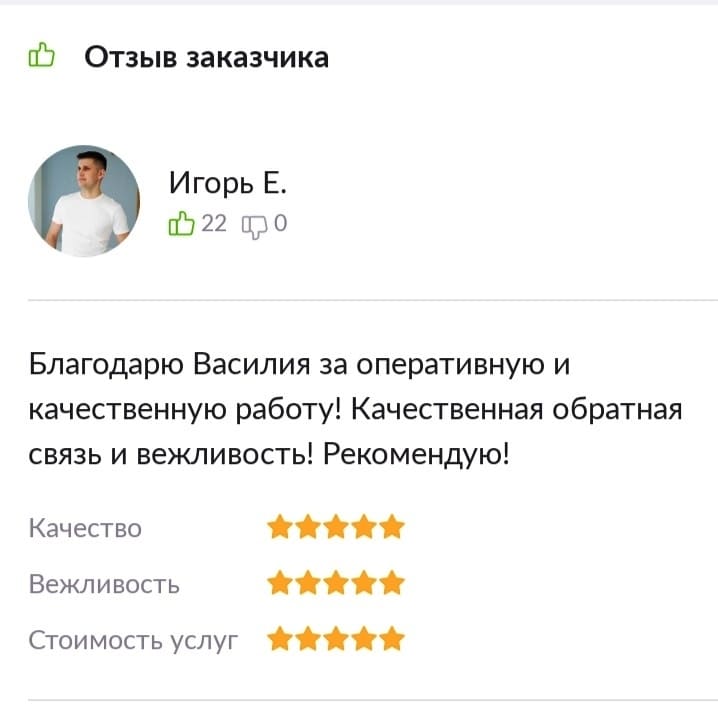 Отзыв заказчика
Игорь Е.
22 0
Благодарю Василия за оперативную и
качественную работу! Качественная обратная
связь и вежливость! Рекомендую!
Качество
Вежливость
Стоимость услуг